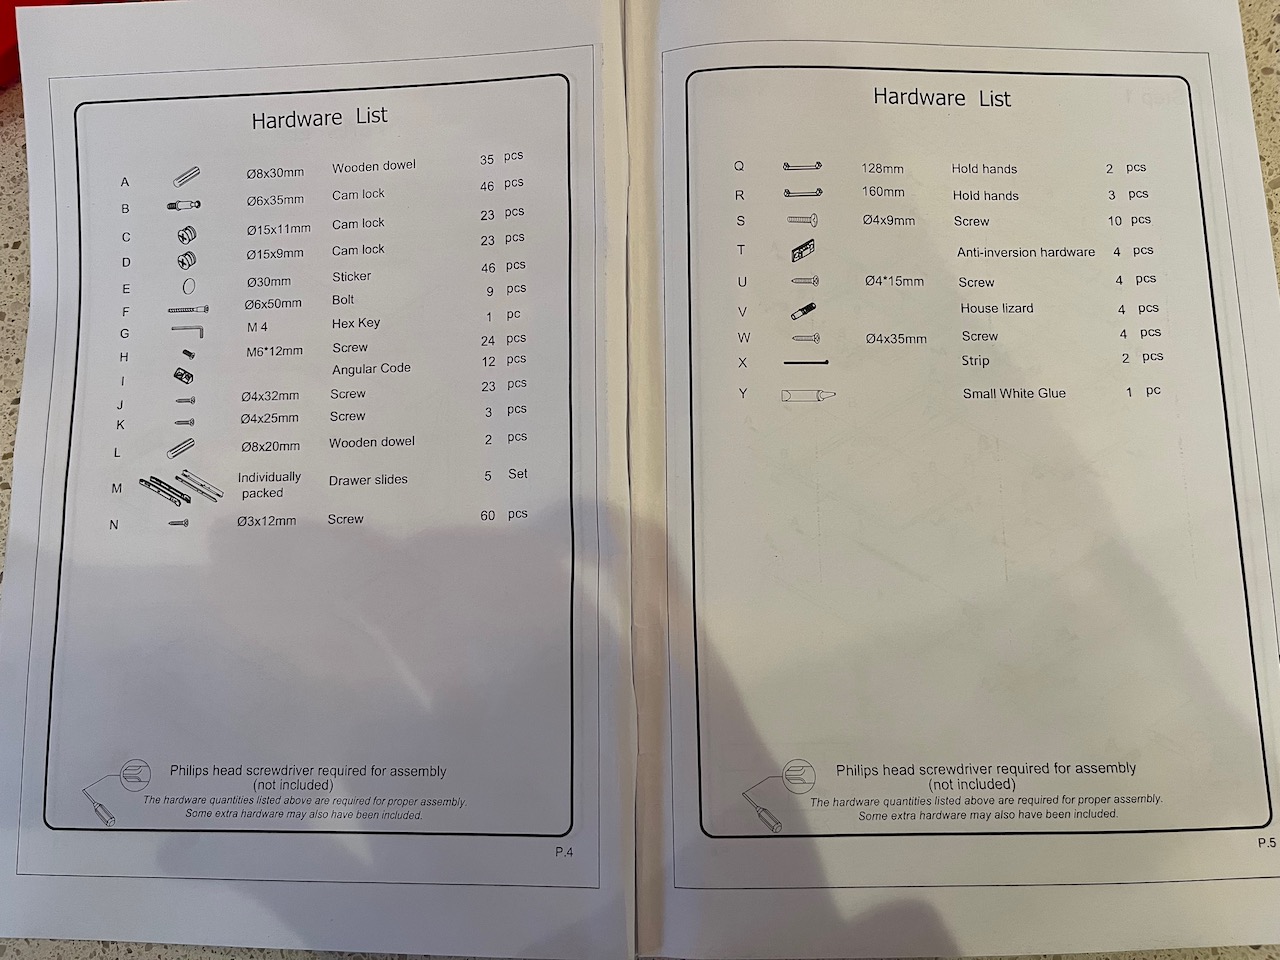 Hardware List
A Ø8x30mm Wooden dowel 35 pcs
B Ø6x35mm Cam lock 46 pcs
C Ø15x11mm Cam lock 23 pcs
D Ø15x9mm Cam lock 23 pcs
E Ø30mm Sticker 46 pcs
F Ø6x50mm Bolt 9 pcs
G M 4 Hex Key 1 pc
H M6*12mm Screw 24 pcs
I Angular Code 12 pcs
J Ø4x32mm Screw 23 pcs
K Ø4x25mm Screw 3 pcs
L Ø8x20mm Wooden dowel 2 pcs
M Individually packed Drawer slides 5 Set
N Ø3x12mm Screw 60 pcs
Philips head screwdriver required for assembly
(not included)
The hardware quantities listed above are required for proper assembly.
Some extra hardware may also have been included.
P.4
Hardware List
Q 128mm Hold hands 2 pcs
R 160mm Hold hands 3 pcs
S Ø4x9mm Screw 10 pcs
T Anti-inversion hardware 4 pcs
U Ø4*15mm Screw 4 pcs
V House lizard 4 pcs
W Ø4x35mm Screw 4 pcs
X Strip 2 pcs
Y Small White Glue 1 pc
Philips head screwdriver required for assembly
(not included)
The hardware quantities listed above are required for proper assembly.
Some extra hardware may also have been included.
P.5